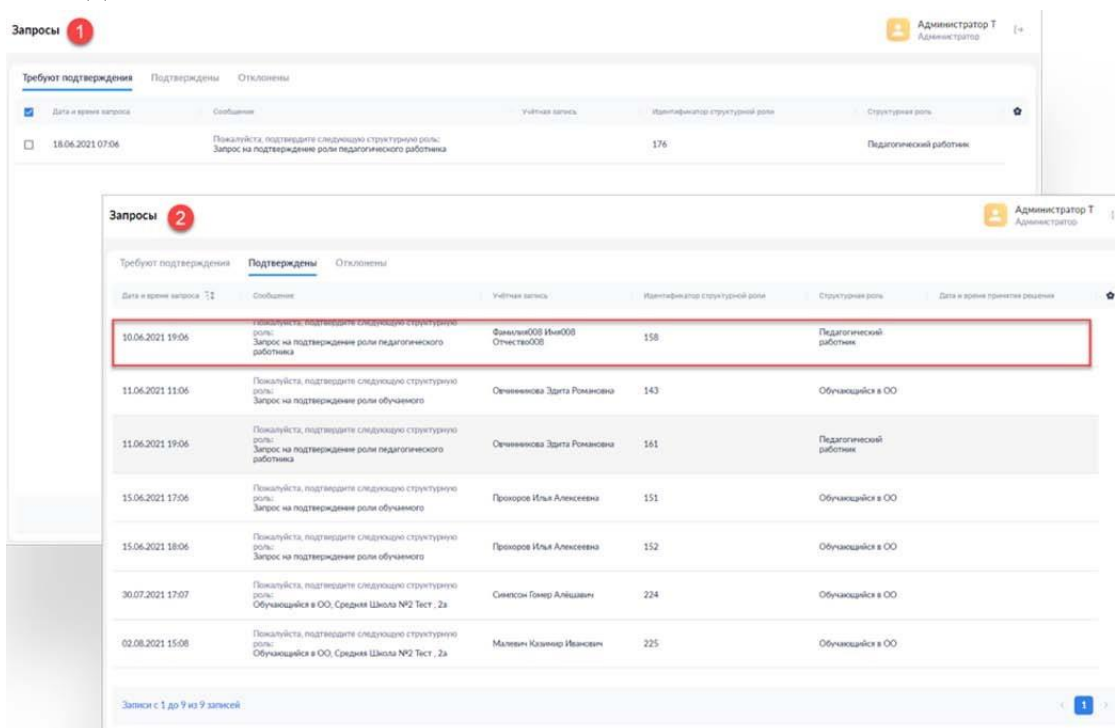 Запросы 1
Администратор Т
Администратор
Требуют подтверждения Подтверждены Отклонены
Дата и время запроса Сообщение Учётная запись Идентификатор структурной роли Структурная роль
18.06.2021 07:06
Пожалуйста, подтвердите следующую структурную роль:
Запрос на подтверждение роли педагогического работника
176
Педагогический работник
Запросы 2
Администратор Т
Администратор
Требуют подтверждения Подтверждены Отклонены
Дата и время запроса Сообщение Учётная запись Идентификатор структурной роли Структурная роль Дата и время принятия решения
10.06.2021 19:06
Пожалуйста, подтвердите следующую структурную
роль:
Запрос на подтверждение роли педагогического
работника
Фамилия008 Имя008
Отчество008
158
Педагогический
работник
11.06.2021 11:06
Пожалуйста, подтвердите следующую структурную
роль:
Запрос на подтверждение роли обучаемого
Овчинникова Эдита Романовна
143
Обучающийся в ОО
11.06.2021 19:06
Пожалуйста, подтвердите следующую структурную
роль:
Запрос на подтверждение роли педагогического
работника
Овчинникова Эдита Романовна
161
Педагогический
работник
15.06.2021 17:06
Пожалуйста, подтвердите следующую структурную
роль:
Запрос на подтверждение роли обучаемого
Прохоров Илья Алексеевна
151
Обучающийся в ОО
15.06.2021 18:06
Пожалуйста, подтвердите следующую структурную
роль:
Запрос на подтверждение роли обучаемого
Прохоров Илья Алексеевна
152
Обучающийся в ОО
30.07.2021 17:07
Пожалуйста, подтвердите следующую структурную
роль:
Обучающийся в ОО, Средняя Школа №2 Тест , 2а
Симпсон Гомер Алёшавич
224
Обучающийся в ОО
02.08.2021 15:08
Пожалуйста, подтвердите следующую структурную
роль:
Обучающийся в ОО, Средняя Школа №2 Тест , 2а
Малевич Казимир Иванович
225
Обучающийся в ОО
Записи с 1 до 9 из 9 записей
1